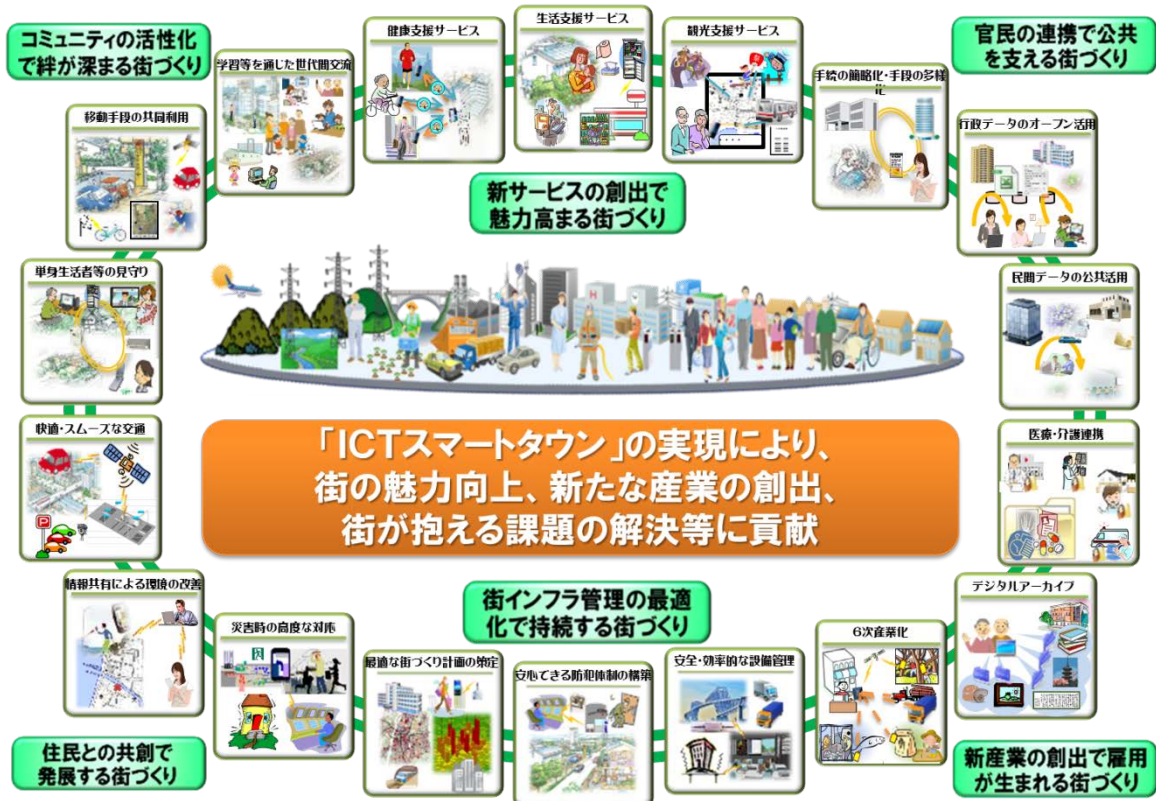 コミュニティの活性化
で絆が深まる街づくり
学習等を通じた世代間交流
健康支援サービス
生活支援サービス
観光支援サービス
官民の連携で公共
を支える街づくり
手続の簡略化・手段の多様
化
移動手段の共同利用
行政データのオープン活用
新サービスの創出で
魅力高まる街づくり
単身生活者等の見守り
民間データの公共活用
快適・スムーズな交通
医療・介護連携
「ICTスマートタウン」の実現により、
街の魅力向上、新たな産業の創出、
街が抱える課題の解決等に貢献
情報共有による環境の改善
デジタルアーカイブ
街インフラ管理の最適
化で持続する街づくり
災害時の高度な対応
最適な街づくり計画の策定
安心できる防犯体制の構築
安全・効率的な設備管理
6次産業化
住民との共創で
発展する街づくり
新産業の創出で雇用
が生まれる街づくり